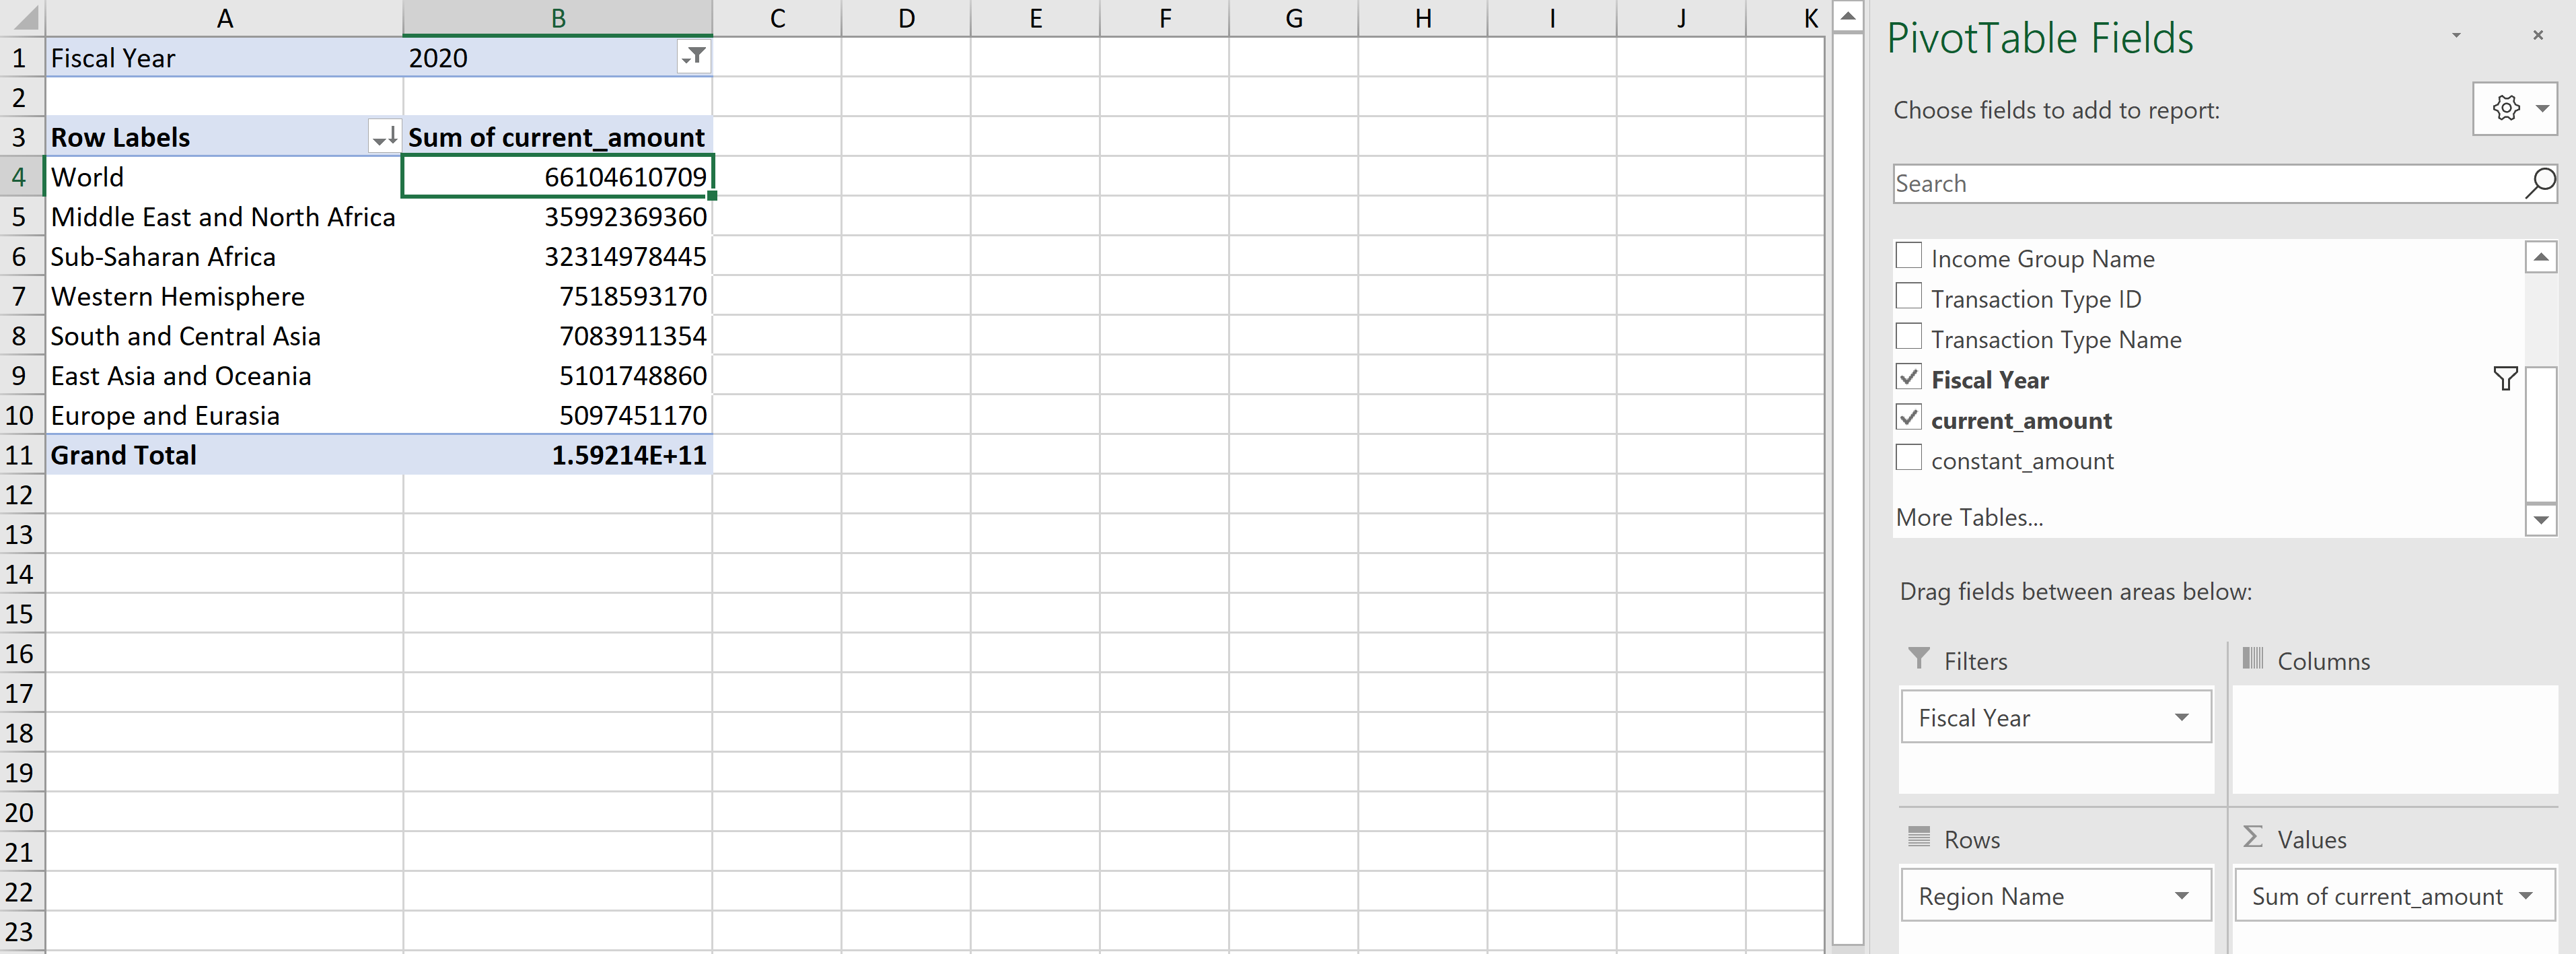 A B C D E F G H I J K
1 Fiscal Year 2020
2
3 Row Labels Sum of current_amount
4 World 66104610709
5 Middle East and North Africa 35992369360
6 Sub-Saharan Africa 32314978445
7 Western Hemisphere 7518593170
8 South and Central Asia 7083911354
9 East Asia and Oceania 5101748860
10 Europe and Eurasia 5097451170
11 Grand Total 1.59214E+11
12
13
14
15
16
17
18
19
20
21
22
23
PivotTable Fields
Choose fields to add to report:
Search
Income Group Name
Transaction Type ID
Transaction Type Name
Fiscal Year
current_amount
constant_amount
More Tables...
Drag fields between areas below:
Filters
Fiscal Year
Columns
Rows
Region Name
Σ Values
Sum of current_amount